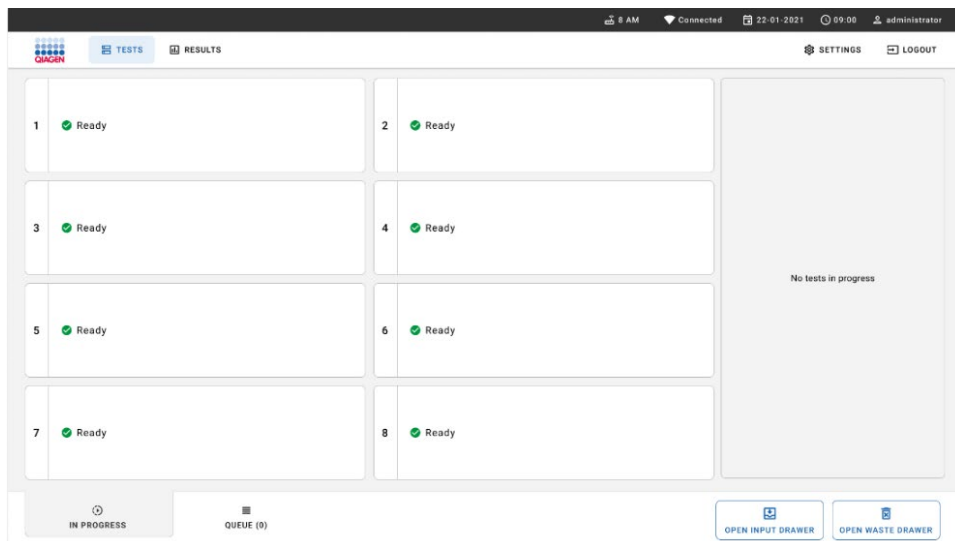 8 AM Connected 22-01-2021 09:00 administrator
QIAGEN TESTS RESULTS SETTINGS LOGOUT
1 Ready 2 Ready
3 Ready 4 Ready
No tests in progress
5 Ready 6 Ready
7 Ready 8 Ready
IN PROGRESS QUEUE (0) OPEN INPUT DRAWER OPEN WASTE DRAWER